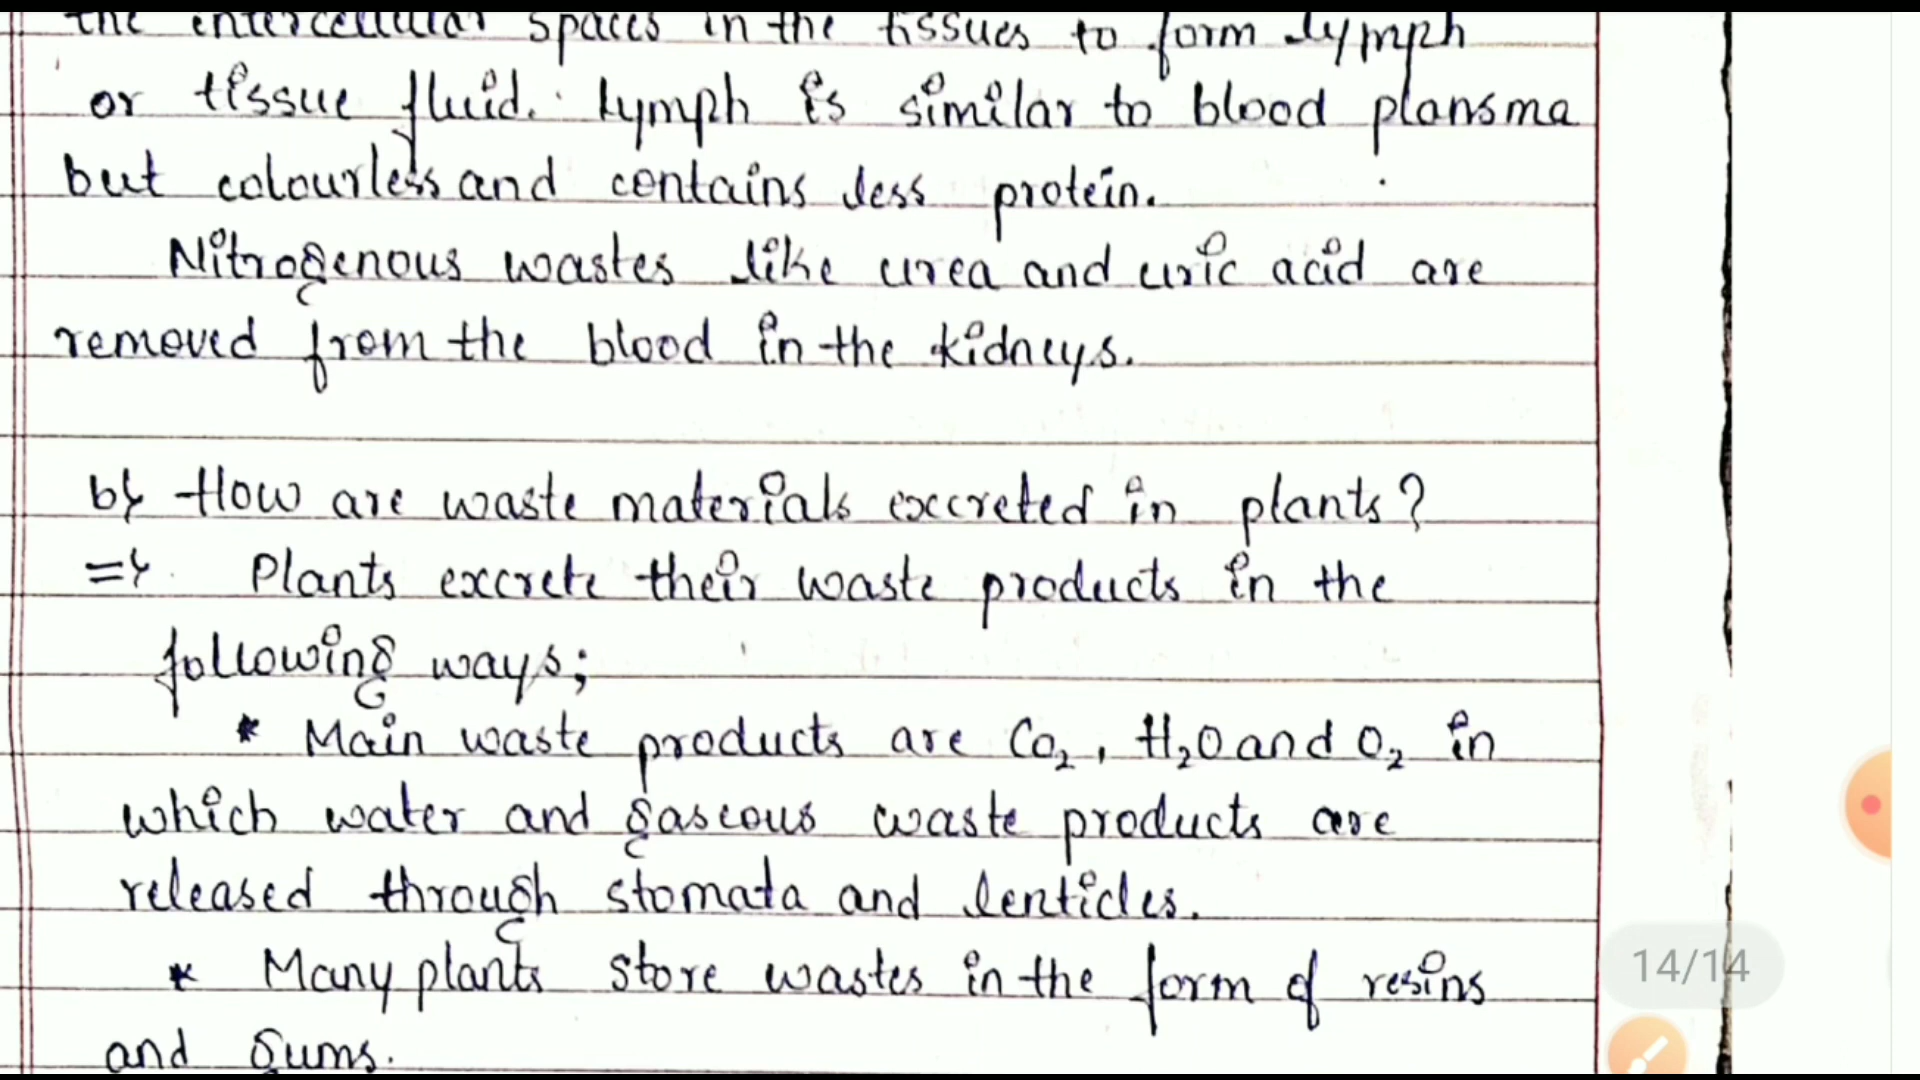 the intercellular spaces in the tissues to form lymph
or tissue fluid. Lymph is similar to blood plansma
but colourless and contains less protein.
Nitrogenous wastes like urea and uric acid are
removed from the blood in the kidneys.
b} How are waste materials excreted in plants?
=} Plants excrete their waste products in the
following ways;
* Main waste products are CO2, H2O and O2 in
which water and gaseous waste products are
released through stomata and lenticles.
* Many plants store wastes in the form of resins
14/14
and gums.